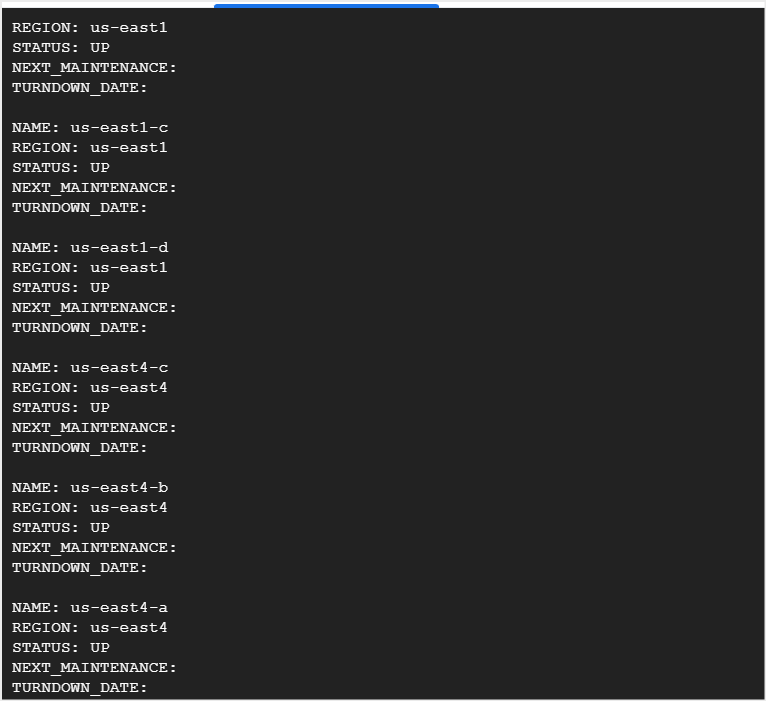 REGION: us-east1
STATUS: UP
NEXT_MAINTENANCE:
TURNDOWN_DATE:

NAME: us-east1-c
REGION: us-east1
STATUS: UP
NEXT_MAINTENANCE:
TURNDOWN_DATE:

NAME: us-east1-d
REGION: us-east1
STATUS: UP
NEXT_MAINTENANCE:
TURNDOWN_DATE:

NAME: us-east4-c
REGION: us-east4
STATUS: UP
NEXT_MAINTENANCE:
TURNDOWN_DATE:

NAME: us-east4-b
REGION: us-east4
STATUS: UP
NEXT_MAINTENANCE:
TURNDOWN_DATE:

NAME: us-east4-a
REGION: us-east4
STATUS: UP
NEXT_MAINTENANCE:
TURNDOWN_DATE: